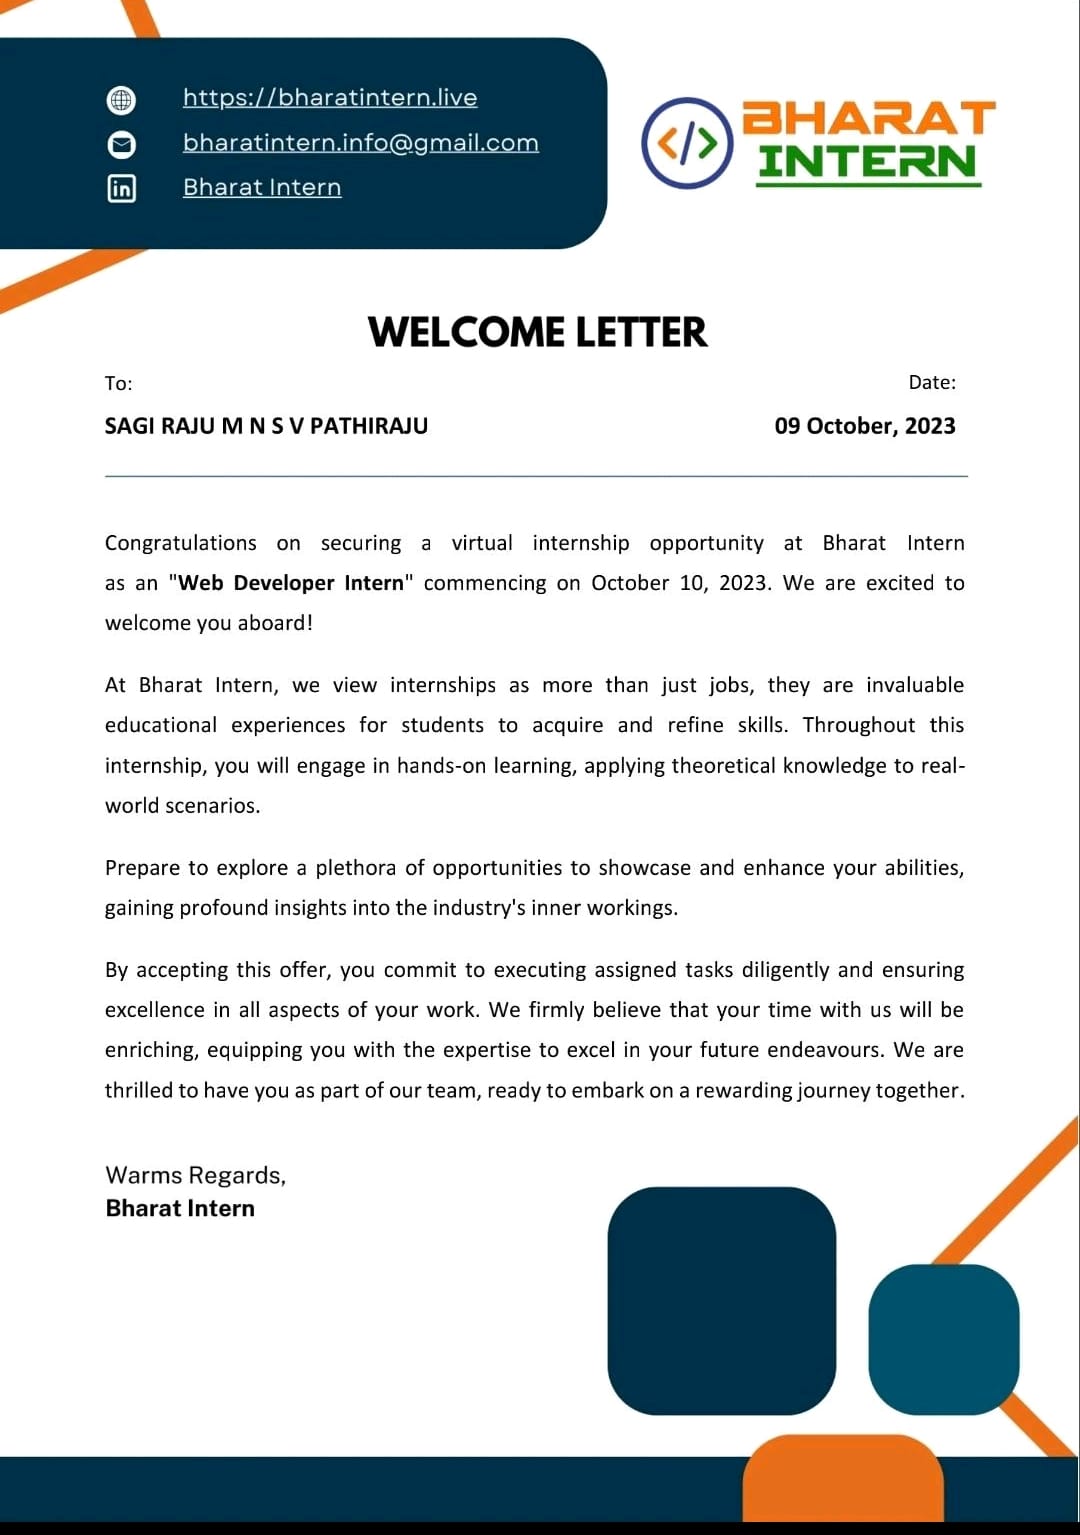 https://bharatintern.live
bharatintern.info@gmail.com
in Bharat Intern
</> BHARAT
INTERN
WELCOME LETTER
To: Date:
SAGI RAJU M N S V PATHIRAJU 09 October, 2023
Congratulations on securing a virtual internship opportunity at Bharat Intern
as an "Web Developer Intern" commencing on October 10, 2023. We are excited to
welcome you aboard!
At Bharat Intern, we view internships as more than just jobs, they are invaluable
educational experiences for students to acquire and refine skills. Throughout this
internship, you will engage in hands-on learning, applying theoretical knowledge to real-
world scenarios.
Prepare to explore a plethora of opportunities to showcase and enhance your abilities,
gaining profound insights into the industry's inner workings.
By accepting this offer, you commit to executing assigned tasks diligently and ensuring
excellence in all aspects of your work. We firmly believe that your time with us will be
enriching, equipping you with the expertise to excel in your future endeavours. We are
thrilled to have you as part of our team, ready to embark on a rewarding journey together.
Warms Regards,
Bharat Intern